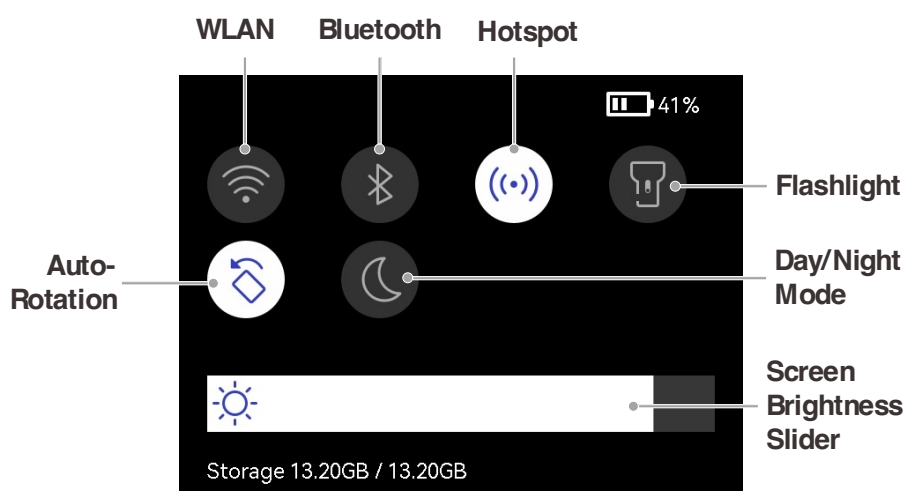 WLAN Bluetooth Hotspot
41%
Flashlight
Auto-
Rotation
Day/Night
Mode
Screen
Brightness
Slider
Storage 13.20GB / 13.20GB